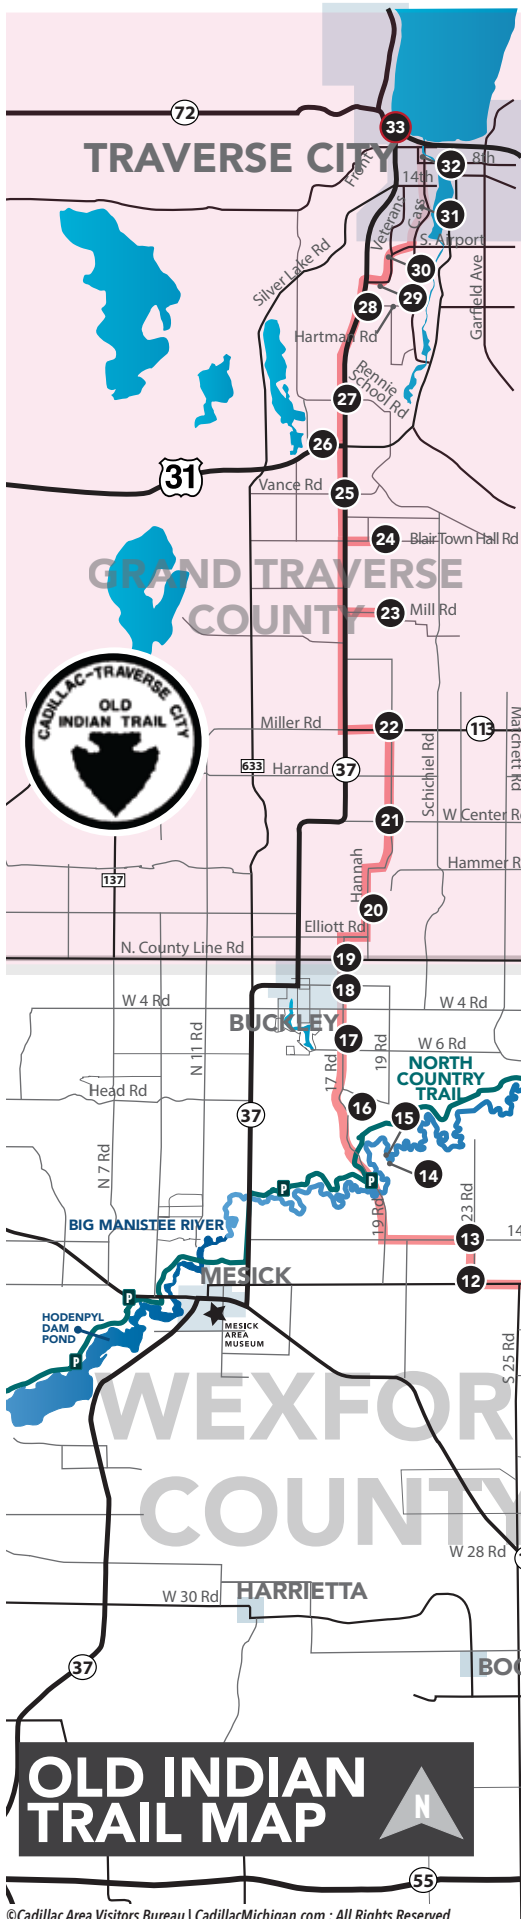 72
33
TRAVERSE CITY
Front
8th
32
14th
Veterans
Cass
31
S. Airport
30
Silver Lake Rd
Garfield Ave
29
28
Hartman Rd
Rennie
School Rd
27
26
31
Vance Rd
25
24
Blair Town Hall Rd
GRAND TRAVERSE
COUNTY
23
Mill Rd
CADILLAC-TRAVERSE CITY
OLD
INDIAN TRAIL
Miller Rd
22
113
Matchett Rd
Schichiel Rd
633
Harrand
37
21
W Center R
Hannah
Hammer R
137
20
Elliott Rd
N. County Line Rd
19
18
W 4 Rd
W 4 Rd
BUCKLEY
17
N 11 Rd
17 Rd
19 Rd
W 6 Rd
NORTH
COUNTRY
TRAIL
Head Rd
37
16
15
N 7 Rd
14
P
P
23 Rd
19 Rd
BIG MANISTEE RIVER
13
14
MESICK
12
P
HODENPYL
DAM
POND
MESICK
AREA
MUSEUM
P
S 25 Rd
WEXFOR
COUNTY
W 28 Rd
W 30 Rd
HARRIETTA
37
BOO
OLD INDIAN
TRAIL MAP
N
55
©Cadillac Area Visitors Bureau | CadillacMichigan.com : All Rights Reserved